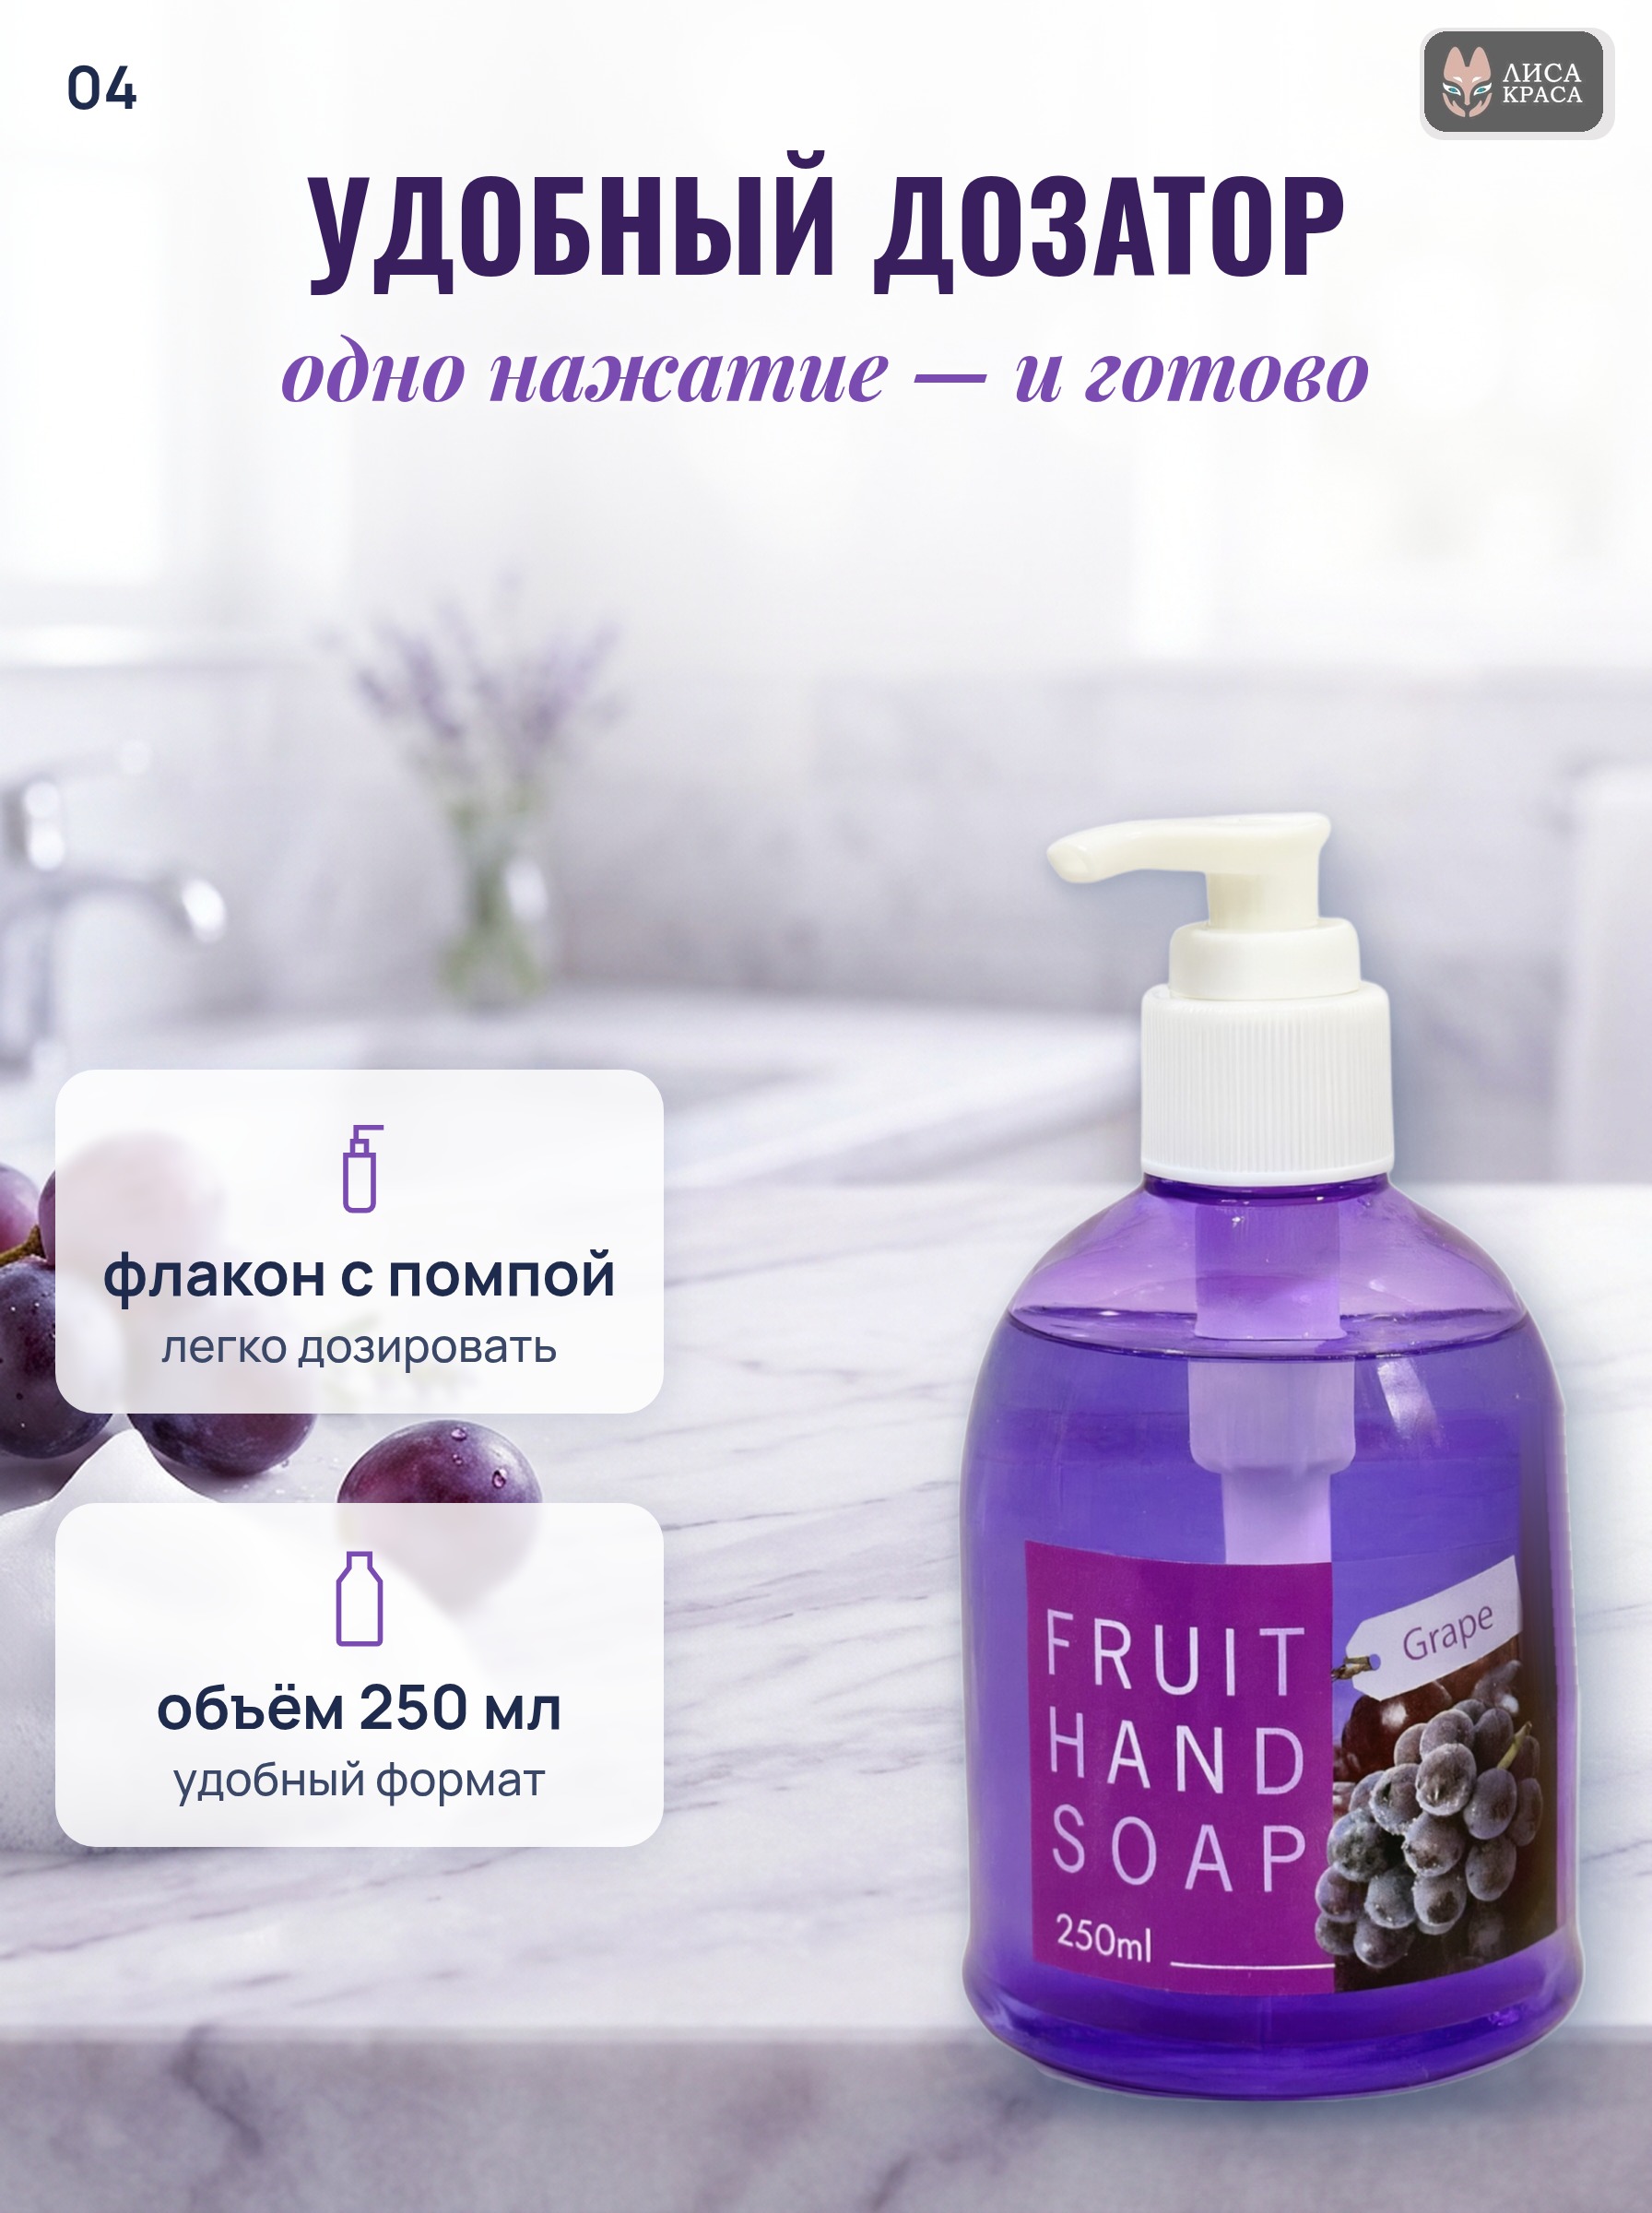 04
ЛИСА
КРАСА
УДОБНЫЙ ДОЗАТОР
одно нажатие — и готово
флакон с помпой
легко дозировать
объём 250 мл
удобный формат
FRUIT
HAND
SOAP
250ml
Grape